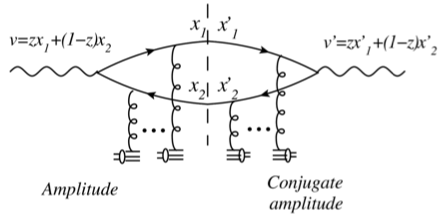 x₁ x'₁
v=zx₁+(1–z)x₂
v'=zx'₁+(1–z)x'₂
x₂ x'₂
Amplitude
Conjugate
amplitude